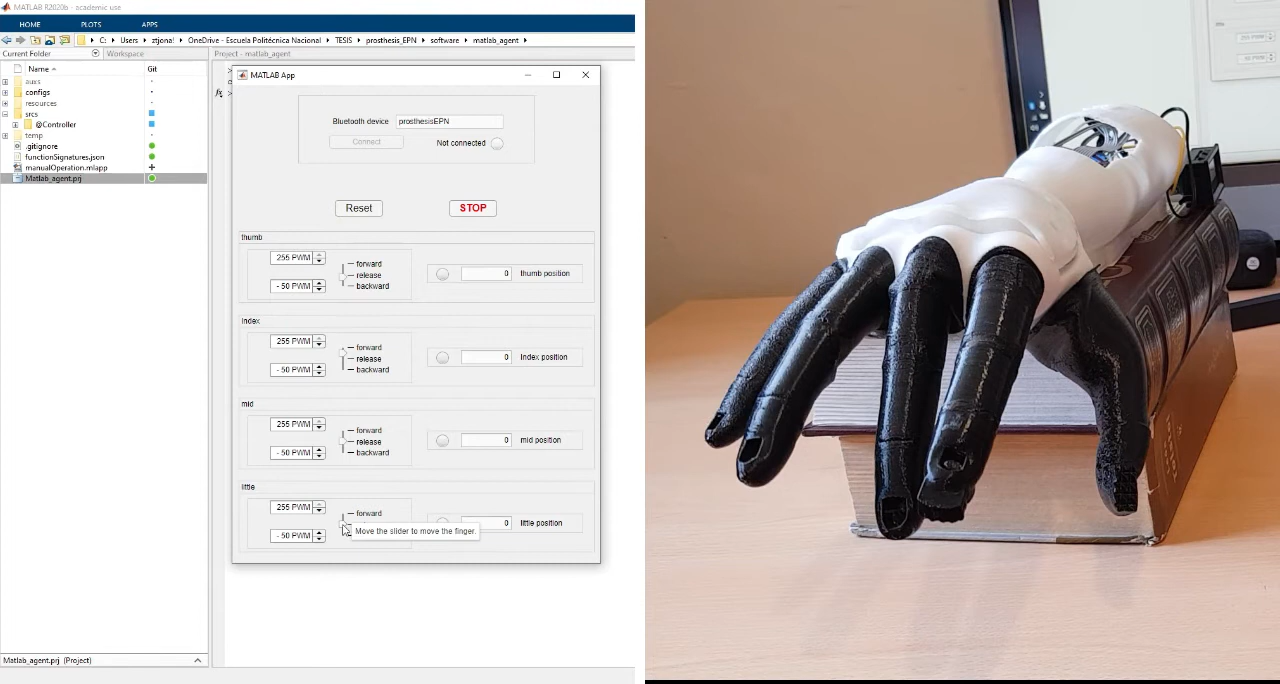 MATLAB R2020b - academic use
HOME PLOTS APPS
C: Users ztjona! OneDrive - Escuela Politécnica Nacional TESIS prosthesis_EPN software matlab_agent
Current Folder Workspace Project - matlab_agent
Name Git
auxs
configs
resources
srcs
@Controller
temp
.gitignore
functionSignatures.json
manualOperation.mlapp
Matlab_agent.prj
fx
MATLAB App
Bluetooth device prosthesisEPN
Connect Not connected
Reset STOP
thumb
255 PWM forward
release 0 thumb position
- 50 PWM backward
index
255 PWM forward
release 0 Index position
- 50 PWM backward
mid
255 PWM forward
release 0 mid position
- 50 PWM backward
little
255 PWM forward
0 little position
Move the slider to move the finger.
- 50 PWM
Matlab_agent.prj (Project)